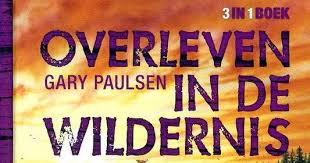 3 IN 1 BOEK
OVERLEVEN
GARY PAULSEN
IN DE
WILDERNIS